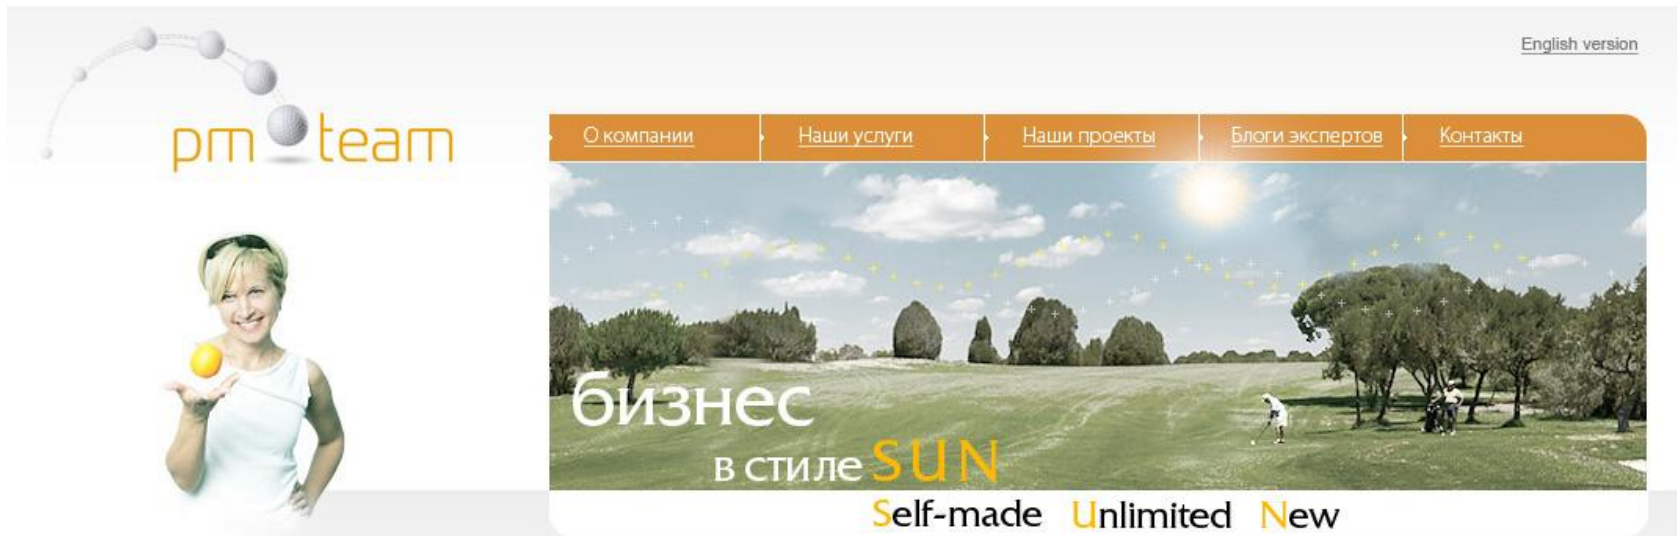 English version
pm team
О компании
Наши услуги
Наши проекты
Блоги экспертов
Контакты
бизнес
в стиле SUN
Self-made Unlimited New